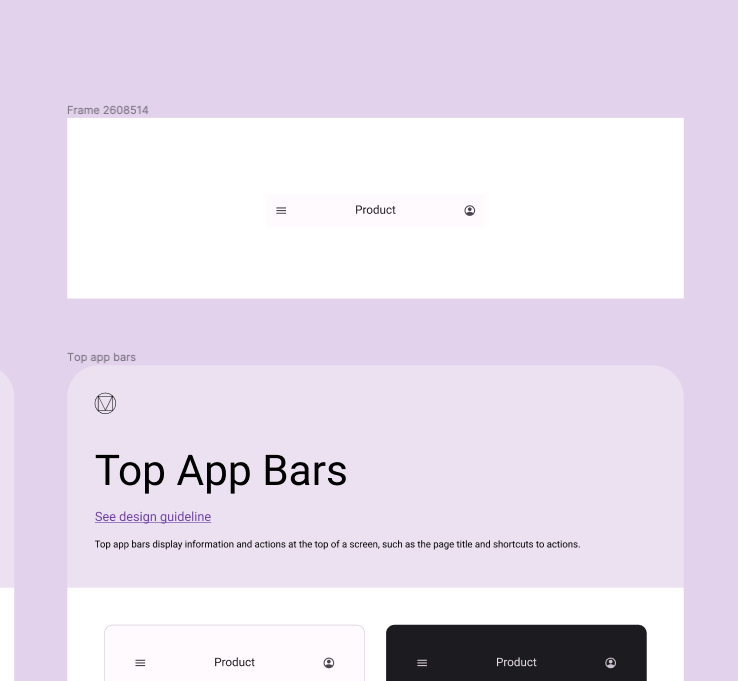 Frame 2608514
Product
Top app bars
Top App Bars
See design guideline
Top app bars display information and actions at the top of a screen, such as the page title and shortcuts to actions.
Product
Product